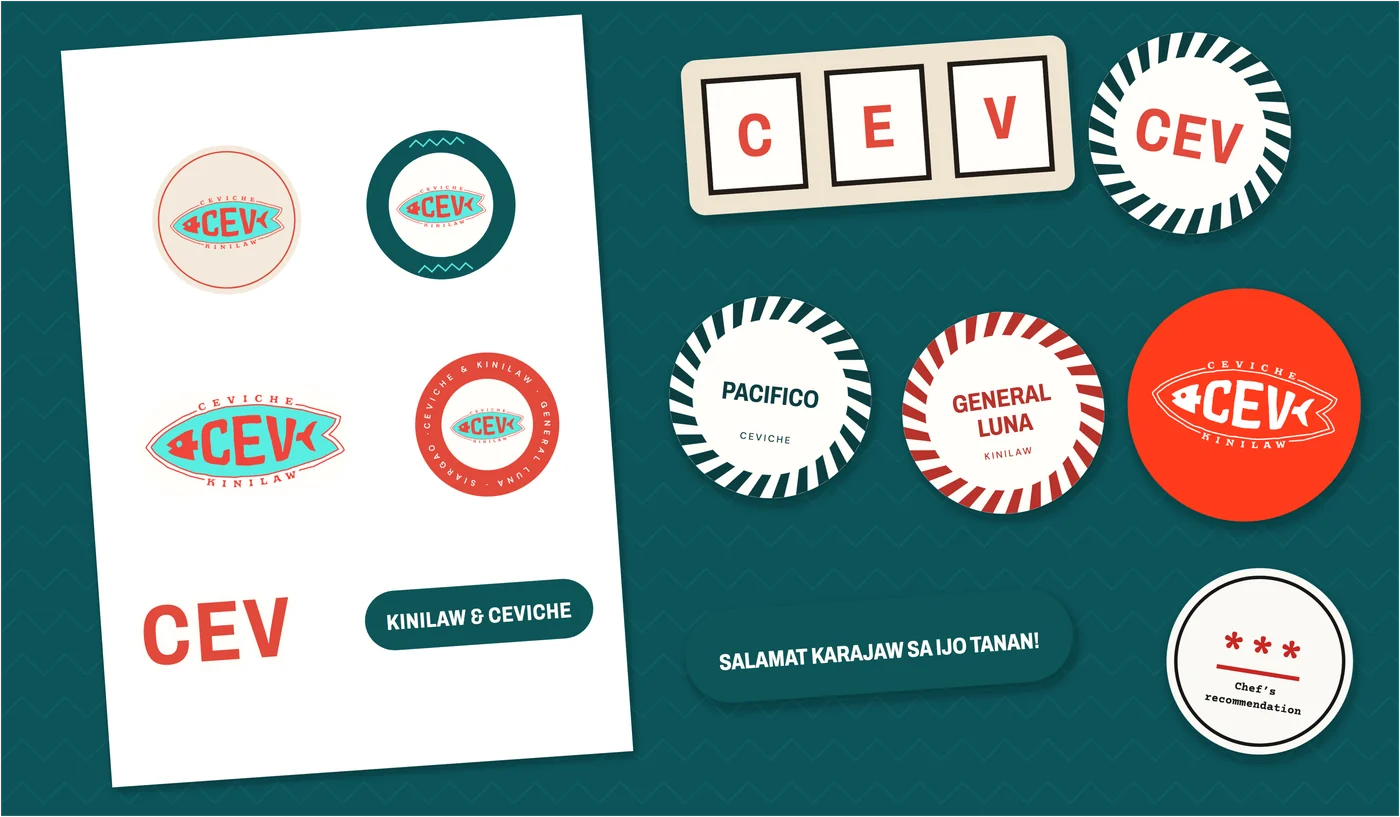 CEVICHE
CEV
KINILAW
CEVICHE
CEV
KINILAW
CEVICHE
CEV
KINILAW
CEVICHE & KINILAW · GENERAL LUNA · SIARGAO ·
CEVICHE
CEV
KINILAW
CEV
KINILAW & CEVICHE
C E V
CEV
PACIFICO
CEVICHE
GENERAL
LUNA
KINILAW
CEVICHE
CEV
KINILAW
SALAMAT KARAJAW SA IJO TANAN!
***
Chef's
recommendation